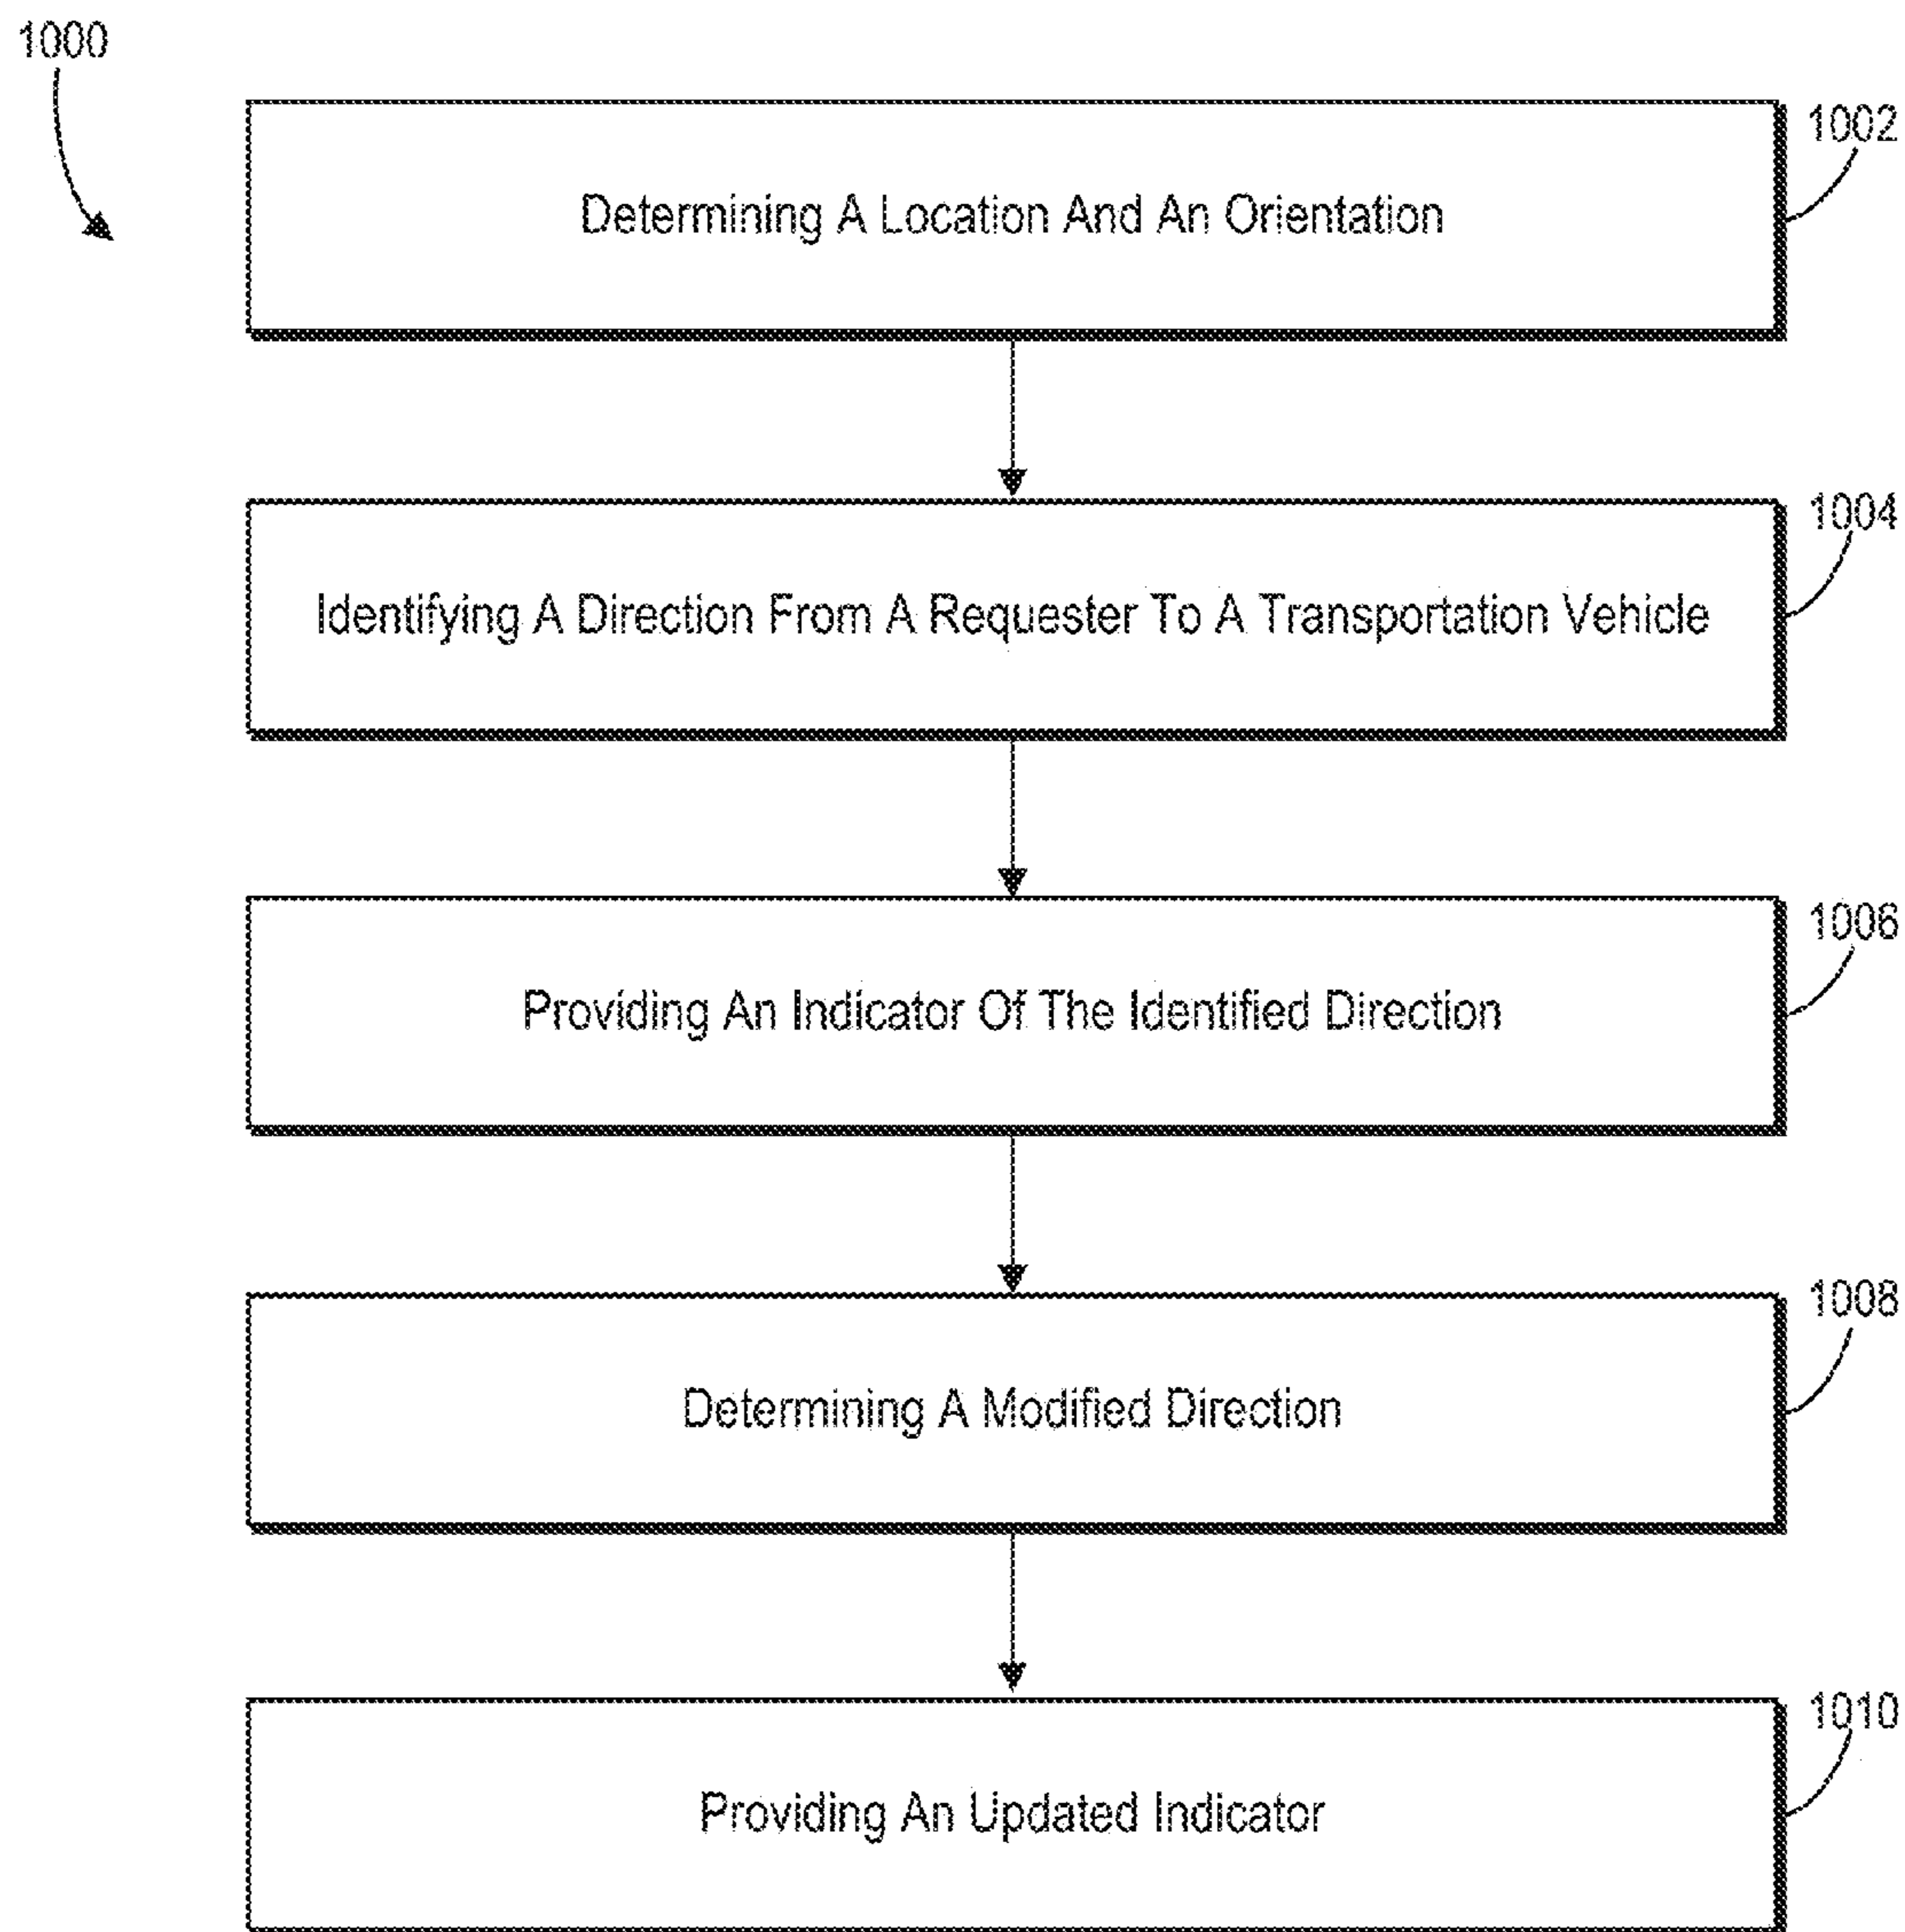 1000
1002
Determining A Location And An Orientation
1004
Identifying A Direction From A Requester To A Transportation Vehicle
1006
Providing An Indicator Of The Identified Direction
1008
Determining A Modified Direction
1010
Providing An Updated Indicator